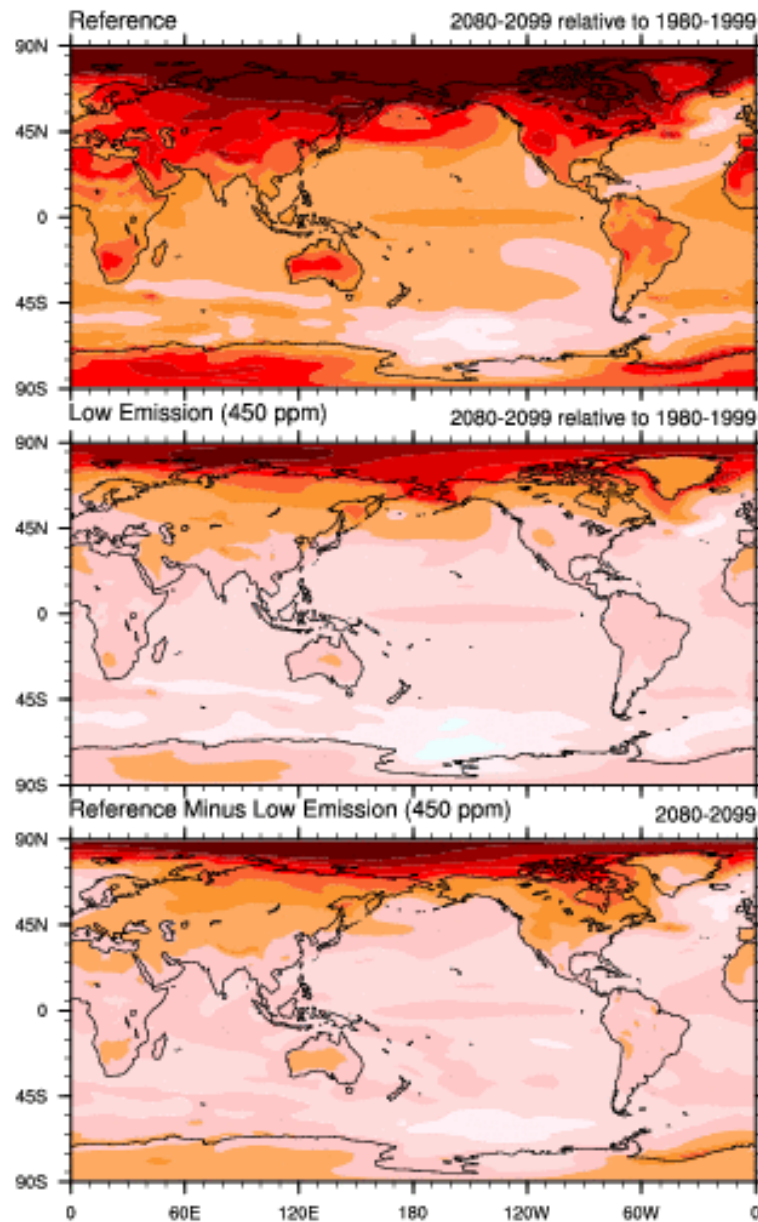 Reference 2080-2099 relative to 1980-1999
90N
45N
0
45S
90S
Low Emission (450 ppm) 2080-2099 relative to 1980-1999
90N
45N
0
45S
90S
Reference Minus Low Emission (450 ppm) 2080-2099
90N
45N
0
45S
90S
0 60E 120E 180 120W 60W 0